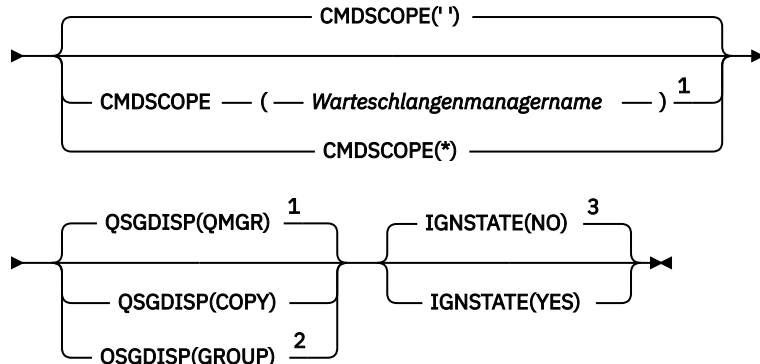 CMDSCOPE(' ')
CMDSCOPE ( Warteschlangenmanagername ) 1
CMDSCOPE(*)
QSGDISP(QMGR) 1
IGNSTATE(NO) 3
QSGDISP(COPY)
IGNSTATE(YES)
QSGDISP(GROUP) 2